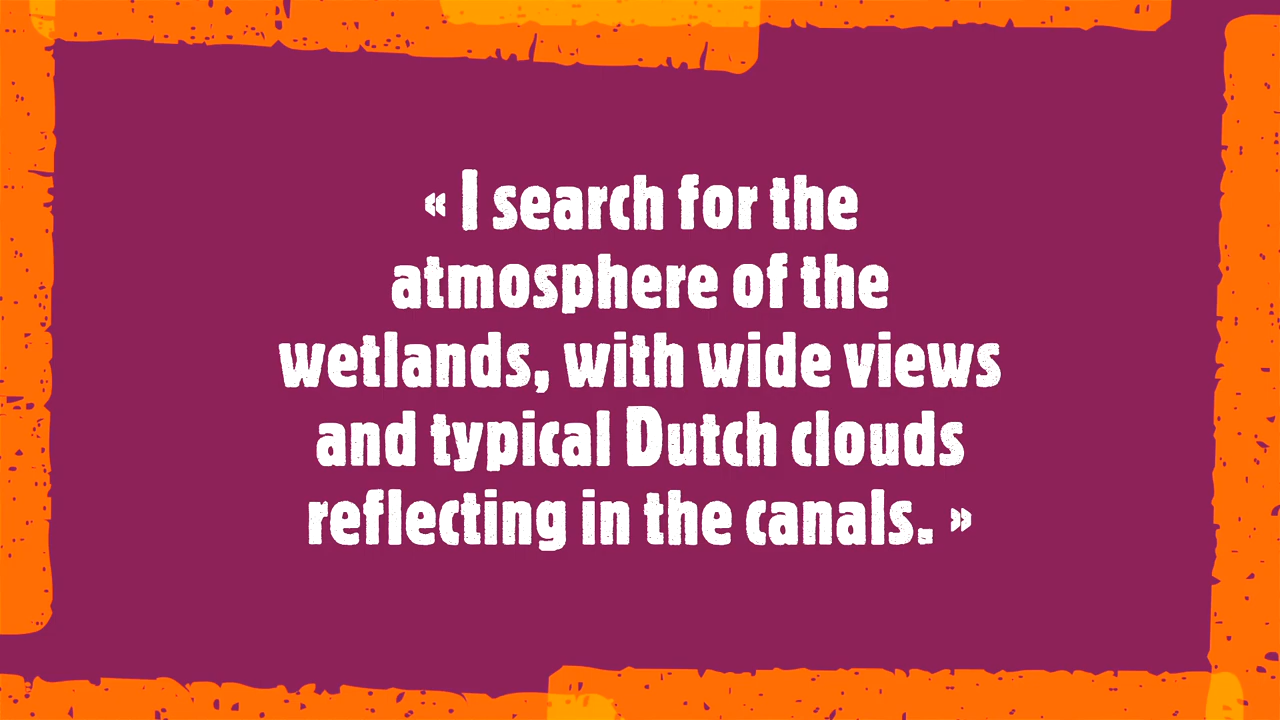 « I search for the
atmosphere of the
wetlands, with wide views
and typical Dutch clouds
reflecting in the canals. »